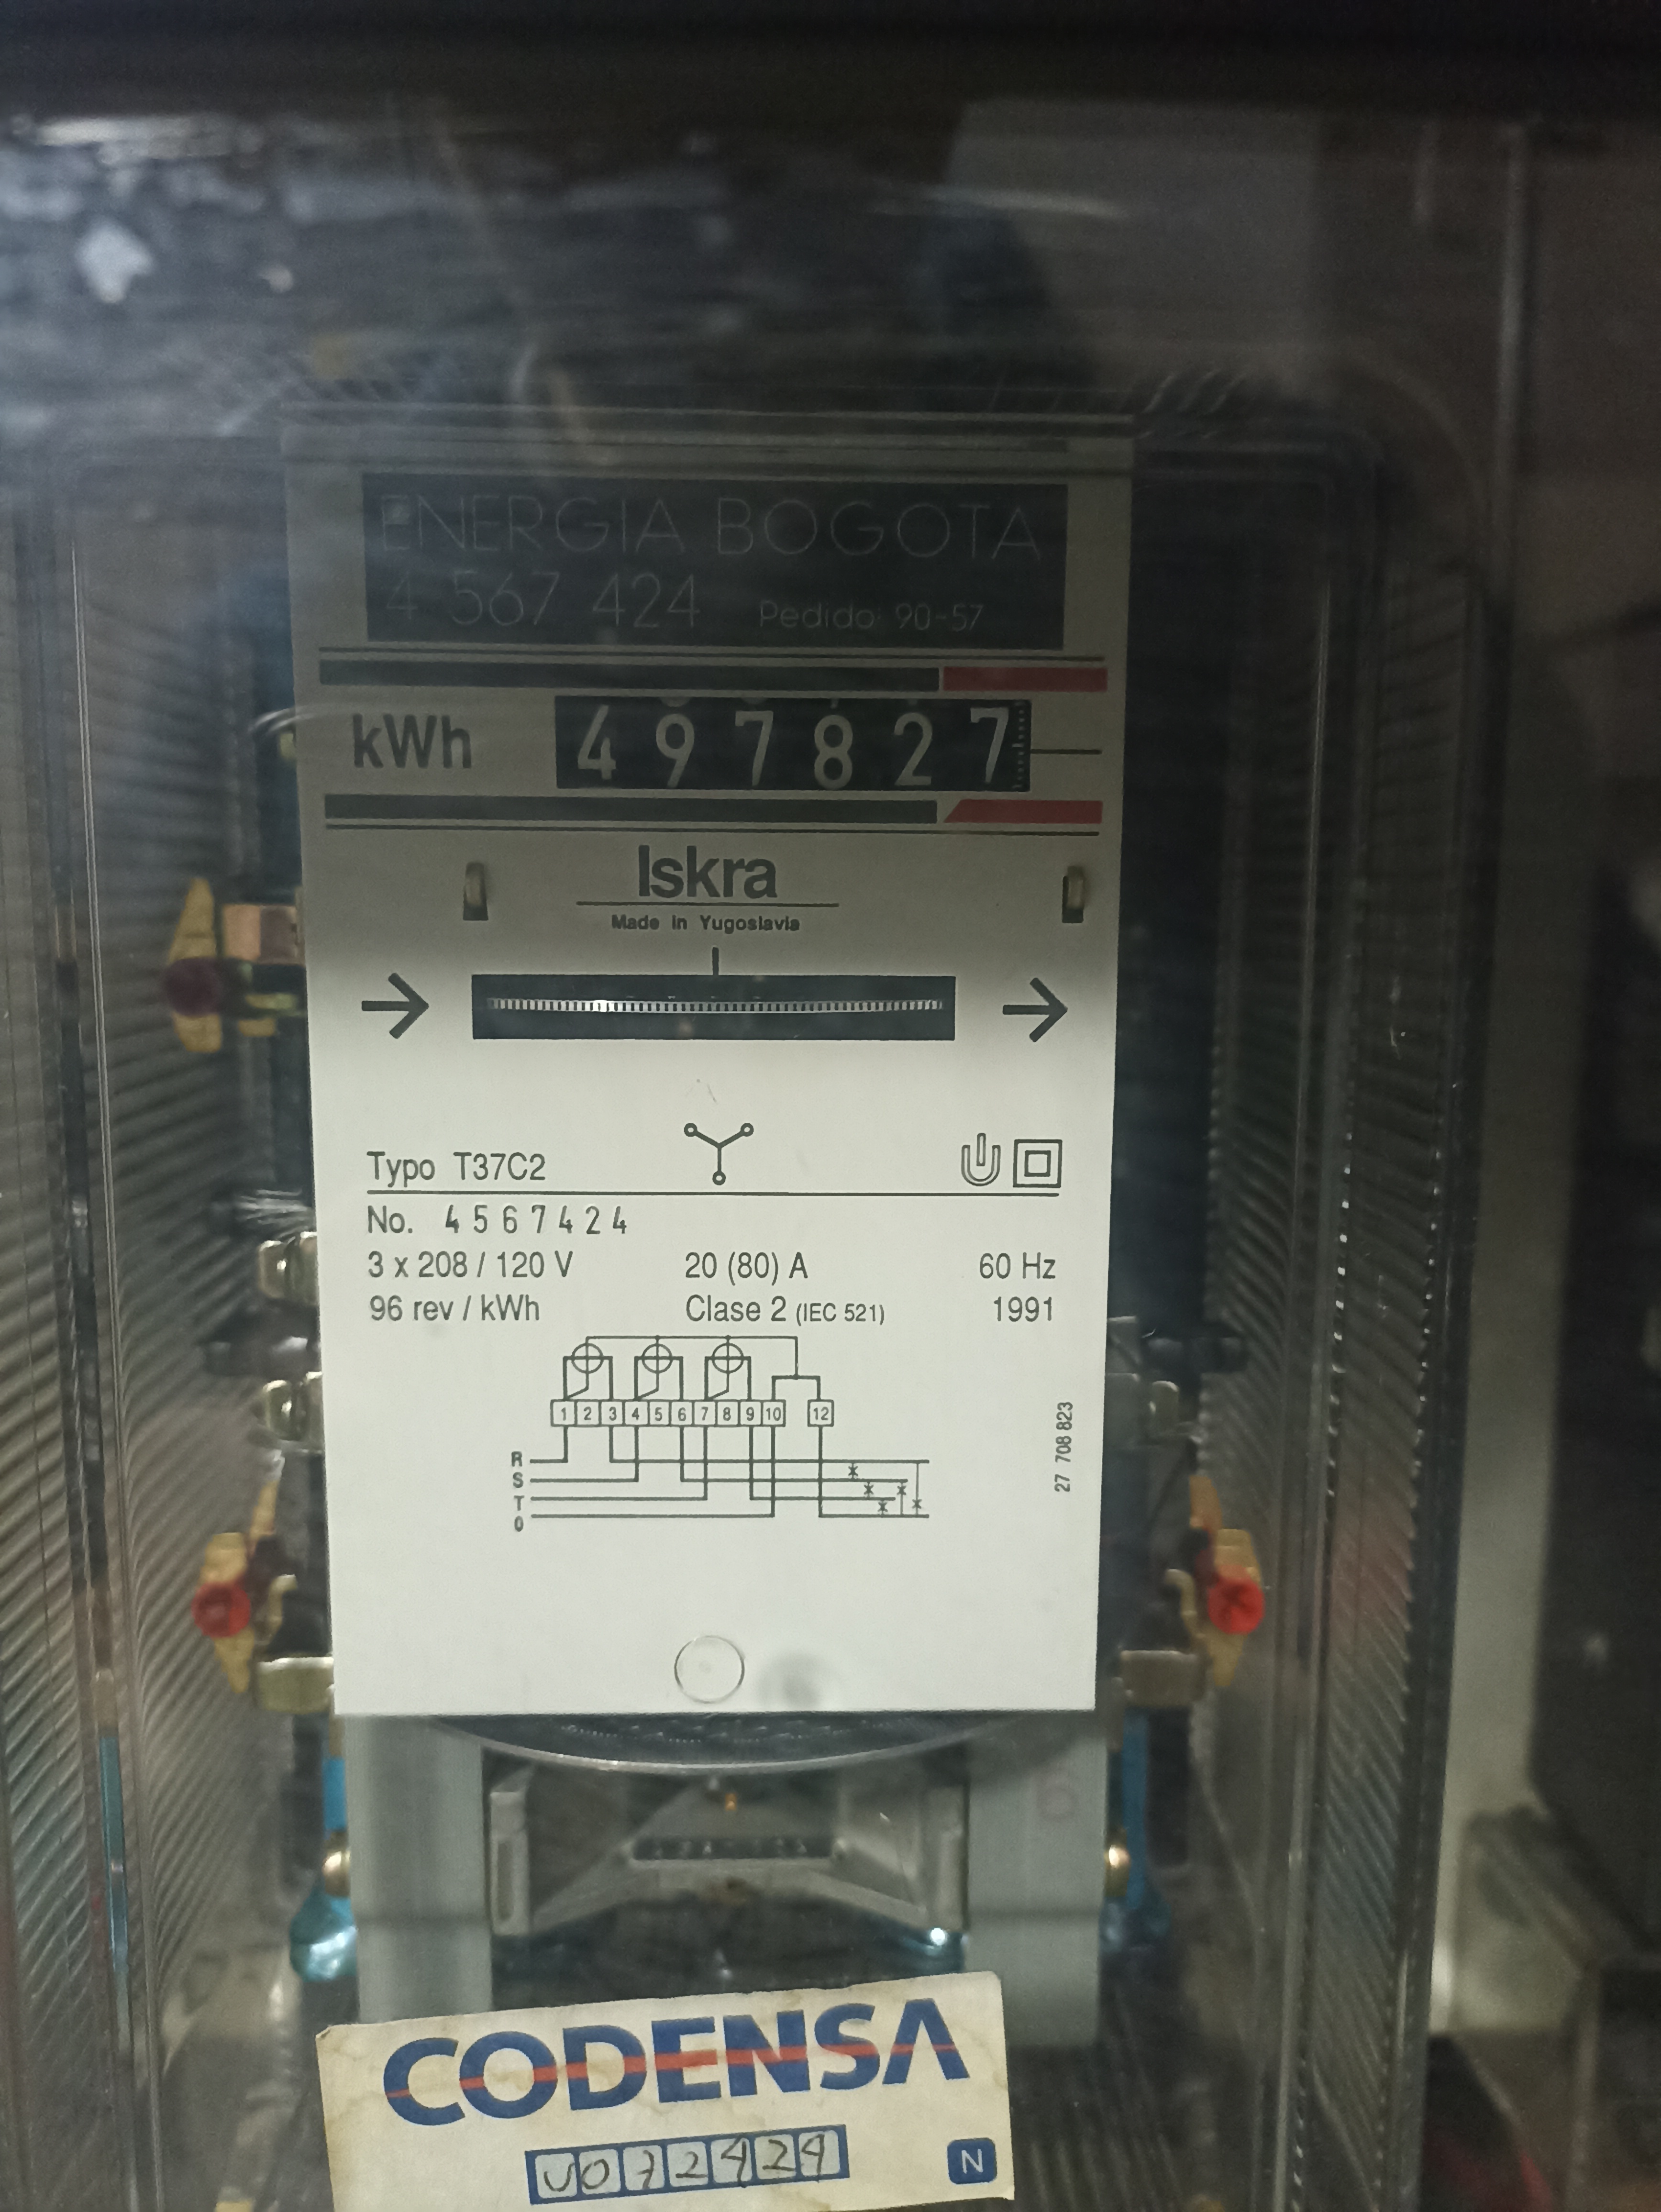 ENERGIA BOGOTA
4 567 424 Pedido: 90-57
kWh 497827
Iskra
Made in Yugoslavia
Typo T37C2
No. 4567424
3 x 208 / 120 V 20 (80) A 60 Hz
96 rev / kWh Clase 2 (IEC 521) 1991
1 2 3 4 5 6 7 8 9 10 12
R
S
T
0
27 708 823
CODENSA
N